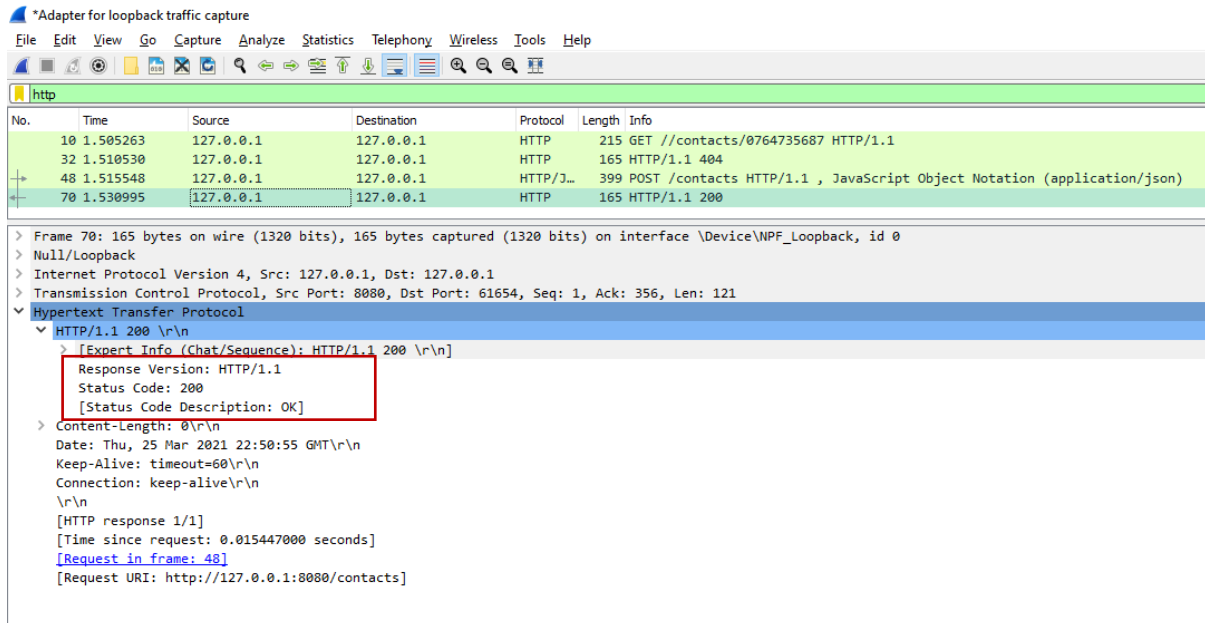 *Adapter for loopback traffic capture
File Edit View Go Capture Analyze Statistics Telephony Wireless Tools Help
http
No. Time Source Destination Protocol Length Info
10 1.505263 127.0.0.1 127.0.0.1 HTTP 215 GET //contacts/0764735687 HTTP/1.1
32 1.510530 127.0.0.1 127.0.0.1 HTTP 165 HTTP/1.1 404
48 1.515548 127.0.0.1 127.0.0.1 HTTP/J… 399 POST /contacts HTTP/1.1 , JavaScript Object Notation (application/json)
70 1.530995 127.0.0.1 127.0.0.1 HTTP 165 HTTP/1.1 200
Frame 70: 165 bytes on wire (1320 bits), 165 bytes captured (1320 bits) on interface \Device\NPF_Loopback, id 0
Null/Loopback
Internet Protocol Version 4, Src: 127.0.0.1, Dst: 127.0.0.1
Transmission Control Protocol, Src Port: 8080, Dst Port: 61654, Seq: 1, Ack: 356, Len: 121
Hypertext Transfer Protocol
HTTP/1.1 200 \r\n
[Expert Info (Chat/Sequence): HTTP/1.1 200 \r\n]
Response Version: HTTP/1.1
Status Code: 200
[Status Code Description: OK]
Content-Length: 0\r\n
Date: Thu, 25 Mar 2021 22:50:55 GMT\r\n
Keep-Alive: timeout=60\r\n
Connection: keep-alive\r\n
\r\n
[HTTP response 1/1]
[Time since request: 0.015447000 seconds]
[Request in frame: 48]
[Request URI: http://127.0.0.1:8080/contacts]